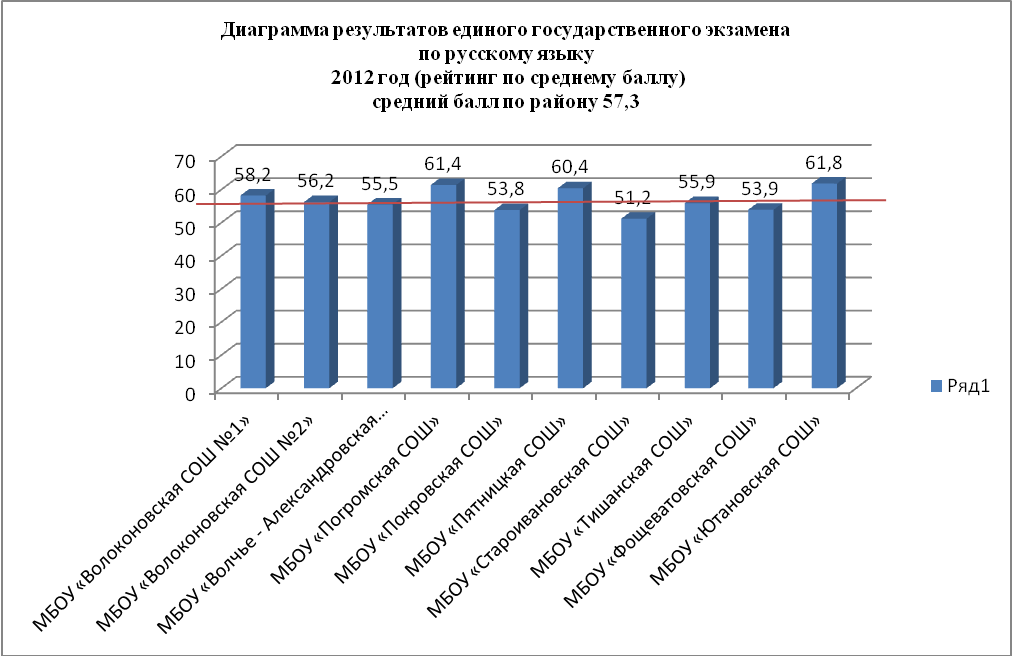 Диаграмма результатов единого государственного экзамена
по русскому языку
2012 год (рейтинг по среднему баллу)
средний балл по району 57,3
70
60
50
40
30
20
10
0
58,2
56,2
55,5
61,4
53,8
60,4
51,2
55,9
53,9
61,8
МБОУ «Волоконовская СОШ №1»
МБОУ «Волоконовская СОШ №2»
МБОУ «Волчье - Александровская...
МБОУ «Погромская СОШ»
МБОУ «Покровская СОШ»
МБОУ «Пятницкая СОШ»
МБОУ «Староивановская СОШ»
МБОУ «Тишанская СОШ»
МБОУ «Фощеватовская СОШ»
МБОУ «Ютановская СОШ»
Ряд1